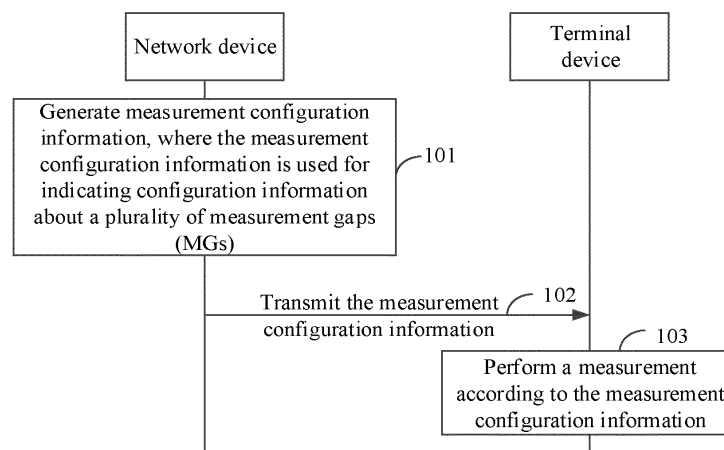 Network device
Terminal
device
Generate measurement configuration
information, where the measurement
configuration information is used for
indicating configuration information
about a plurality of measurement gaps
(MGs)
101
Transmit the measurement
configuration information
102
103
Perform a measurement
according to the measurement
configuration information